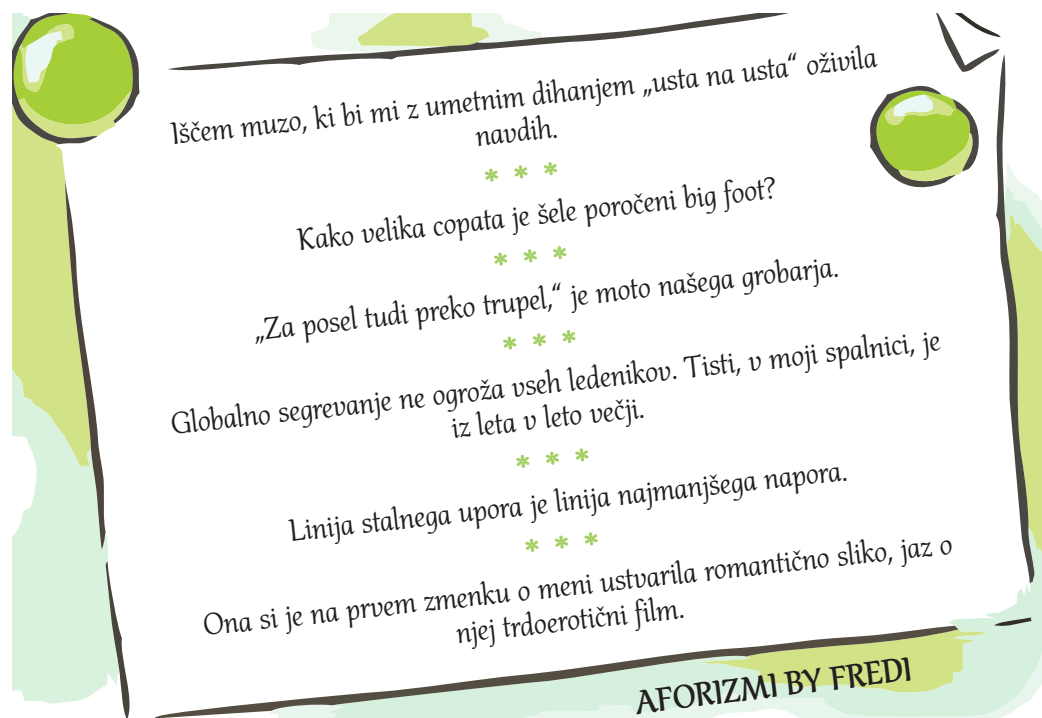 Iščem muzo, ki bi mi z umetnim dihanjem „usta na usta“ oživila
navdih.
* * *
Kako velika copata je šele poročeni big foot?
* * *
„Za posel tudi preko trupel,“ je moto našega grobarja.
* * *
Globalno segrevanje ne ogroža vseh ledenikov. Tisti, v moji spalnici, je
iz leta v leto večji.
* * *
Linija stalnega upora je linija najmanjšega napora.
* * *
Ona si je na prvem zmenku o meni ustvarila romantično sliko, jaz o
njej trdoerotični film.
AFORIZMI BY FREDI